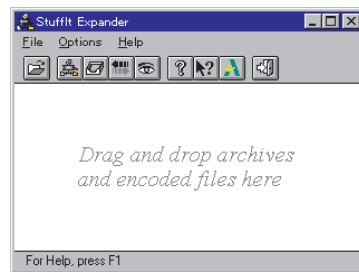 StuffIt Expander
File Options Help
Drag and drop archives
and encoded files here
For Help, press F1